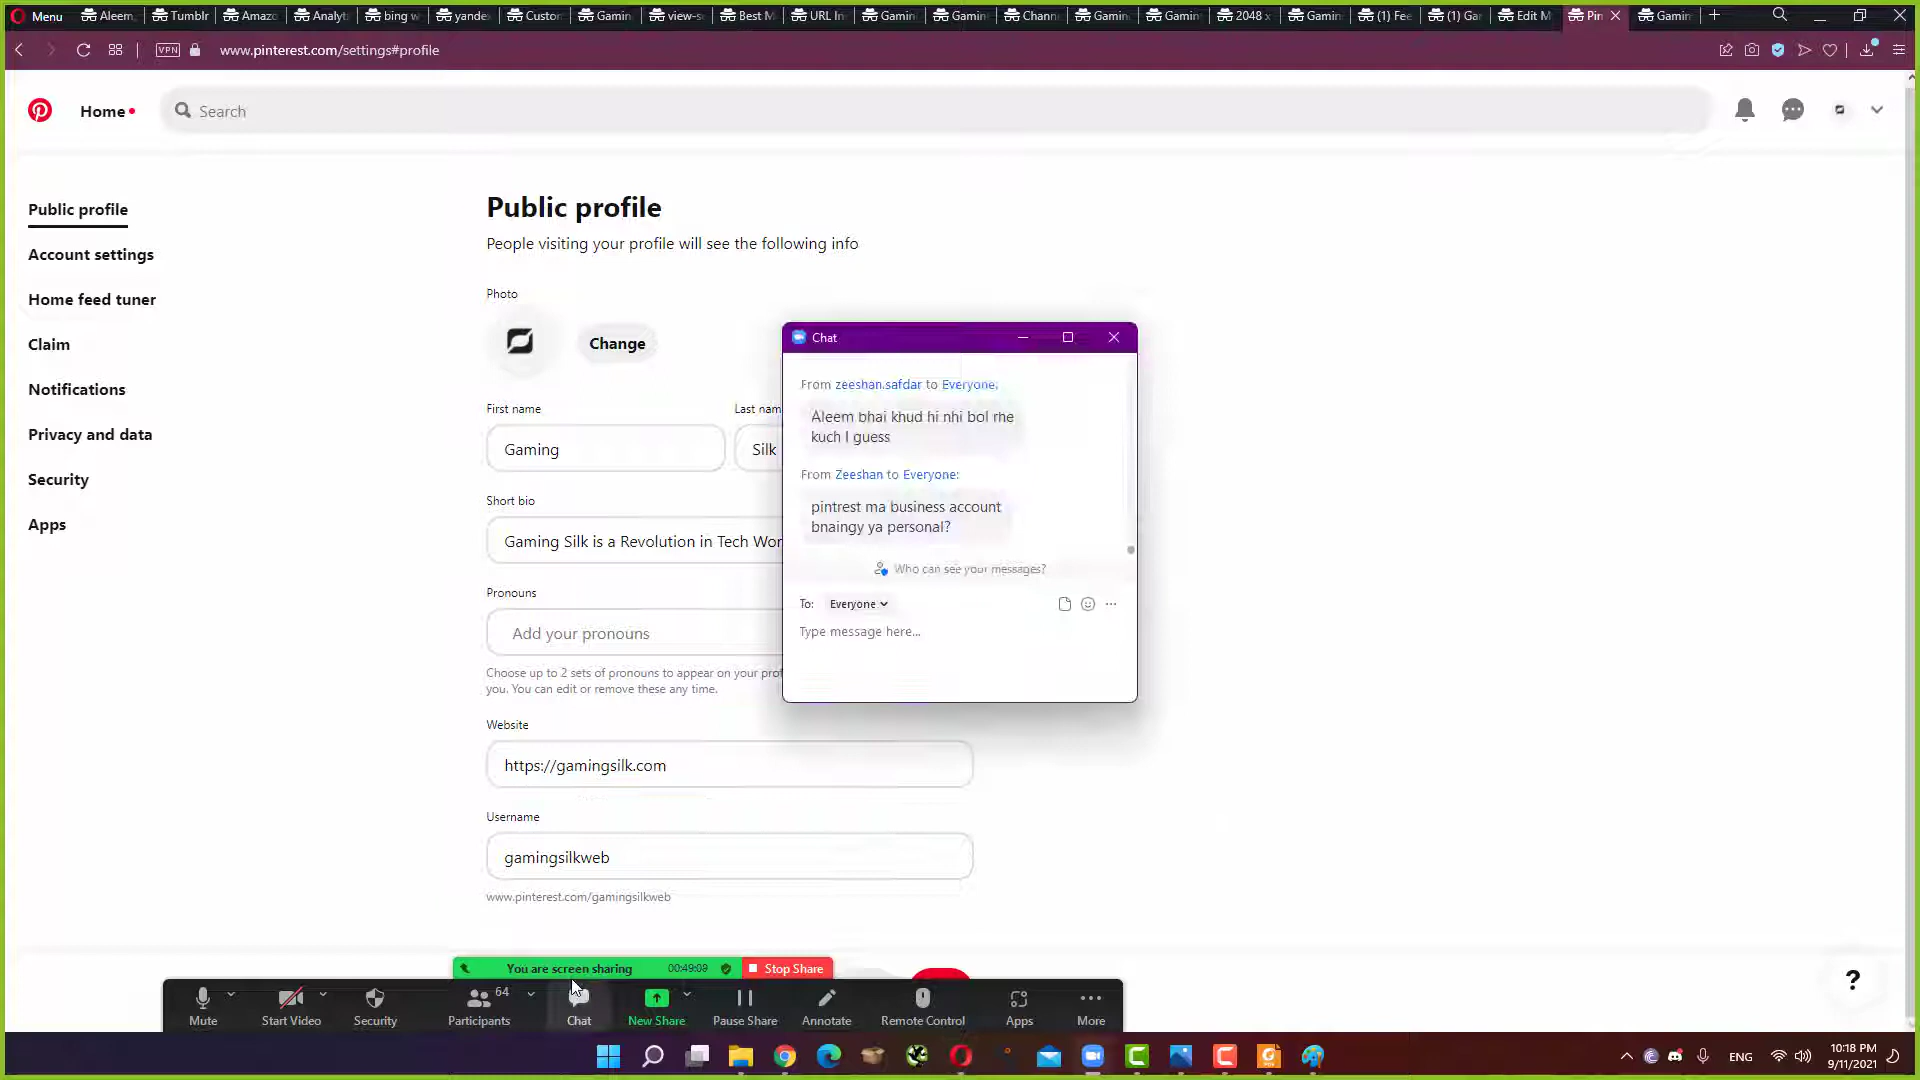 Menu
Aleem
Tumblr
Amazo
Analyt
bing w
yande
Custon
Gamin
view-s
Best M
URL In
Gamin
Gamin
Chann
Gamin
Gamin
2048 x
Gamin
(1) Fee
(1) Ga
Edit M
Pin
Gamin
VPN
www.pinterest.com/settings#profile
Home
Search
Public profile
Account settings
Home feed tuner
Claim
Notifications
Privacy and data
Security
Apps
Public profile
People visiting your profile will see the following info
Photo
Change
First name
Last nam
Gaming
Silk
Short bio
Gaming Silk is a Revolution in Tech Wor
Pronouns
Add your pronouns
Choose up to 2 sets of pronouns to appear on your prof
you. You can edit or remove these any time.
Website
https://gamingsilk.com
Username
gamingsilkweb
www.pinterest.com/gamingsilkweb
Chat
From zeeshan.safdar to Everyone:
Aleem bhai khud hi nhi bol rhe
kuch I guess
From Zeeshan to Everyone:
pintrest ma business account
bnaingy ya personal?
Who can see your messages?
To: Everyone
Type message here...
You are screen sharing 00:49:09 Stop Share
Mute
Start Video
Security
64
Participants
Chat
New Share
Pause Share
Annotate
Remote Control
Apps
More
?
ENG
10:18 PM
9/11/2021